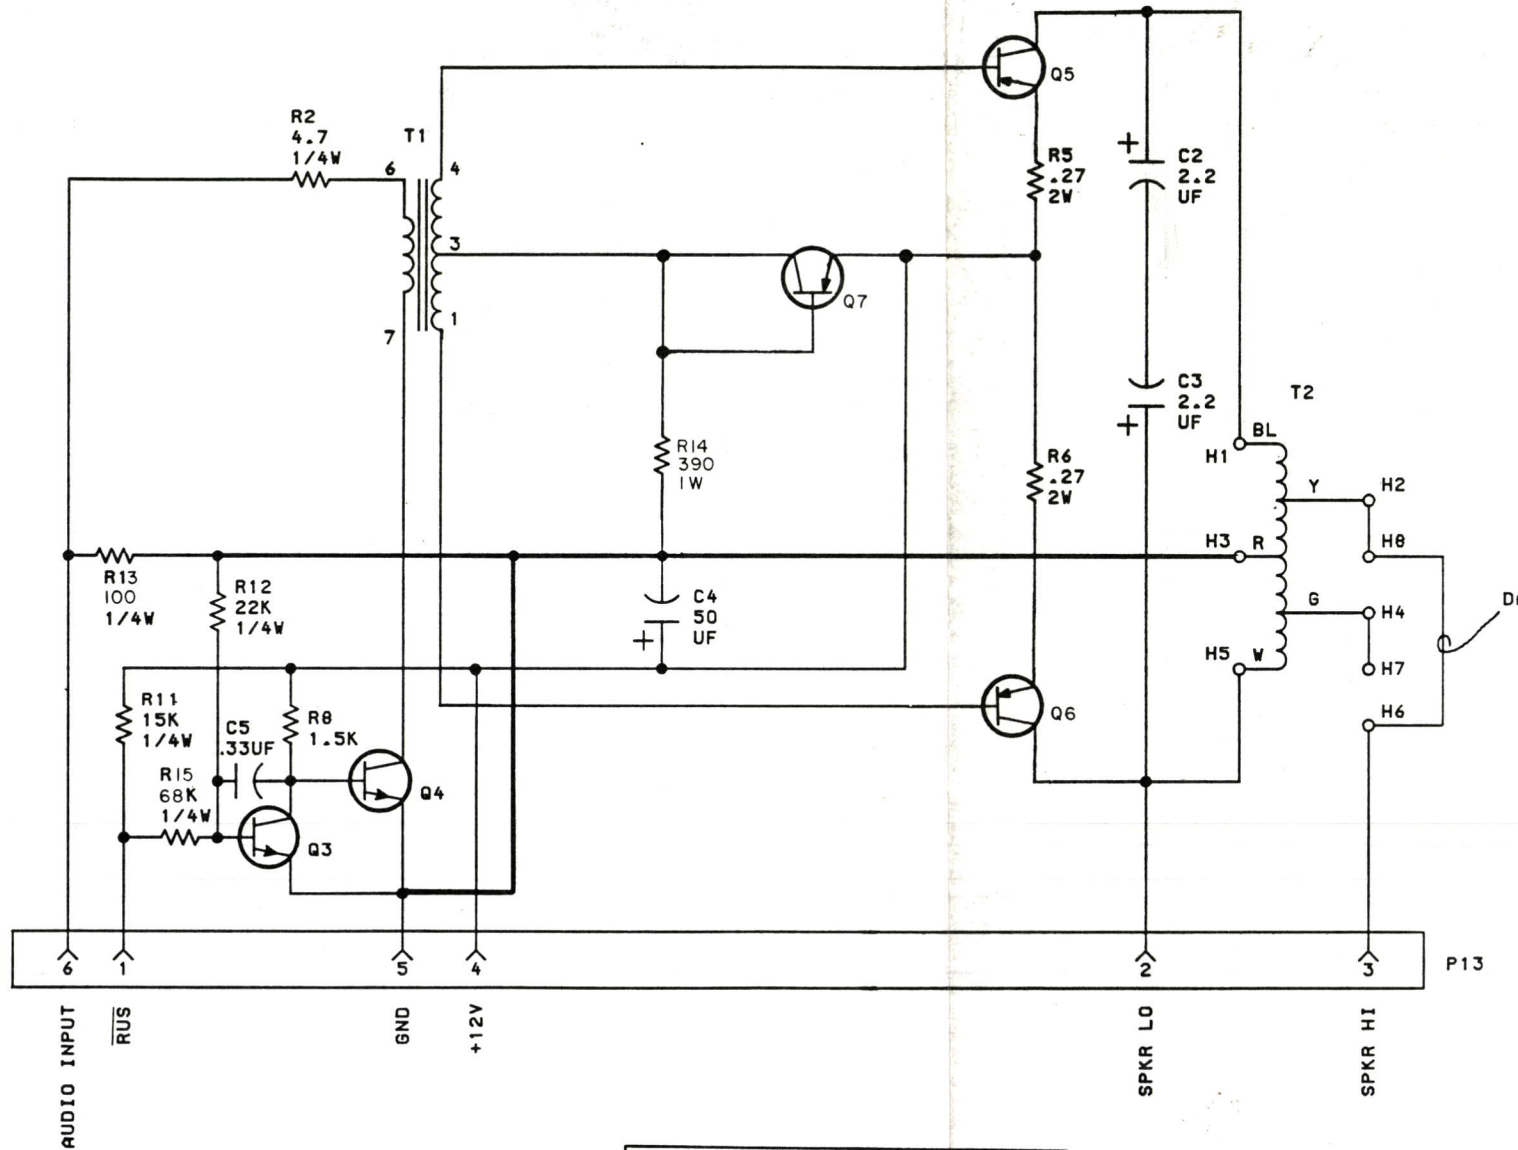 Q5
R2
4.7
1/4W
T1
6
4
3
1
7
R5
.27
2W
+
C2
2.2
UF
Q7
C3
2.2
UF
+
T2
R14
390
1W
R6
.27
2W
BL
H1
Y
H2
H3
R
H8
G
H4
H5
W
H7
H6
R13
100
1/4W
R12
22K
1/4W
C4
50
UF
+
R11
15K
1/4W
C5
.33UF
R8
1.5K
R15
68K
1/4W
Q4
Q3
Q6
6
1
5
4
2
3
P13
AUDIO INPUT
RUS
GND
+12V
SPKR LO
SPKR HI